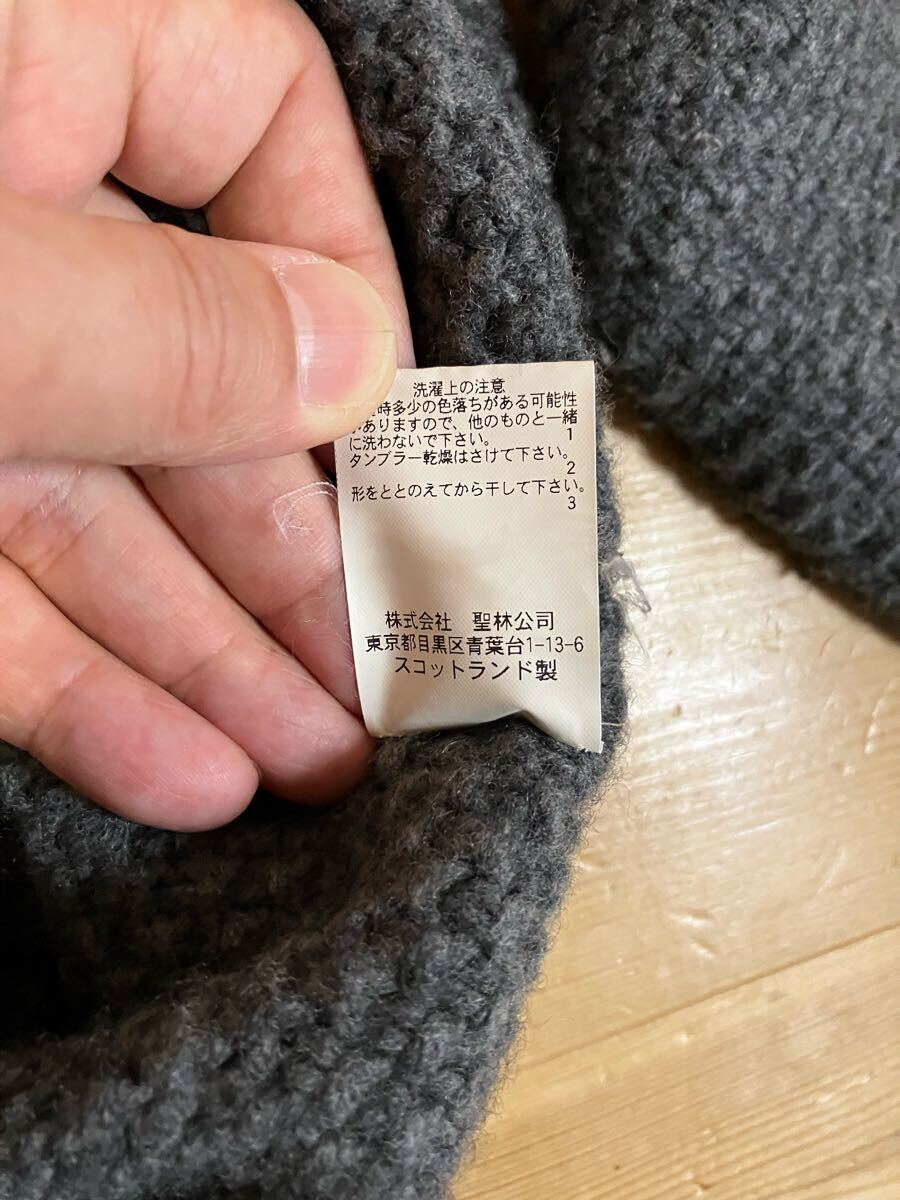 洗濯上の注意
時多少の色落ちがある可能性
ありますので、他のものと一緒
に洗わないで下さい。 1
タンブラー乾燥はさけて下さい。
2
形をととのえてから干して下さい。
3
株式会社 聖林公司
東京都目黒区青葉台1-13-6
スコットランド製